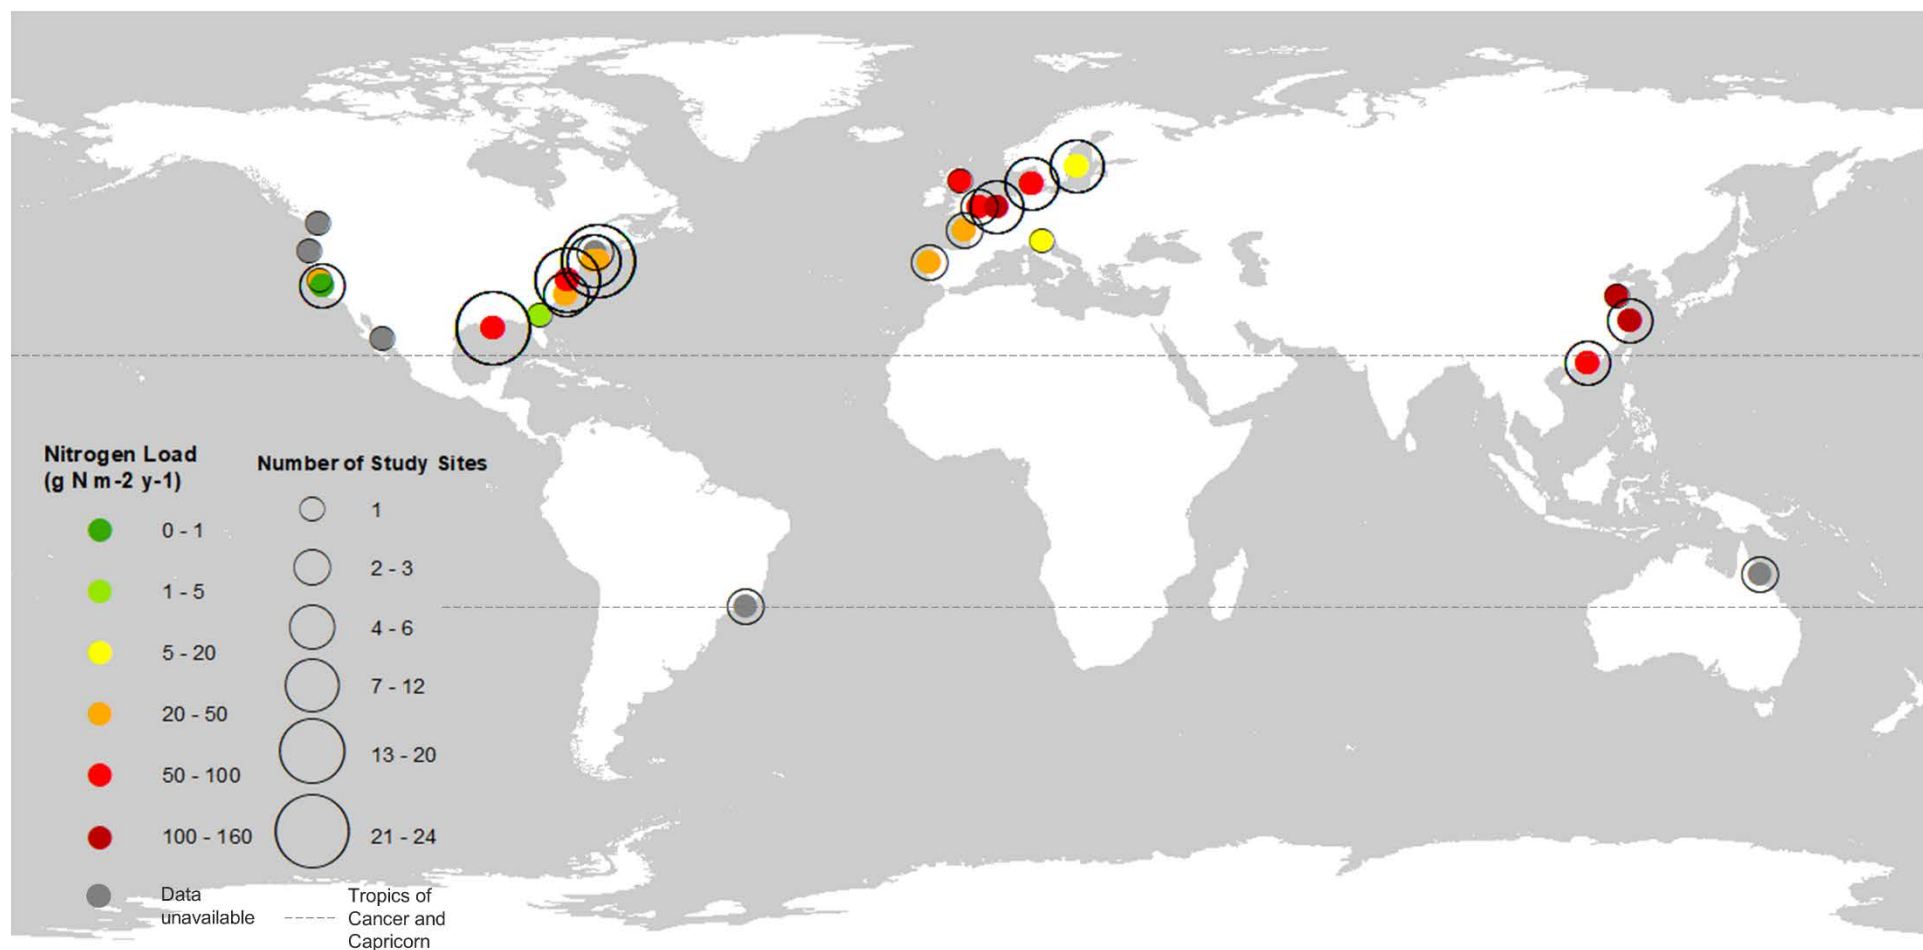 Nitrogen Load
(g N m-2 y-1)
0 - 1
1 - 5
5 - 20
20 - 50
50 - 100
100 - 160
Data
unavailable
Number of Study Sites
1
2 - 3
4 - 6
7 - 12
13 - 20
21 - 24
Tropics of
Cancer and
Capricorn